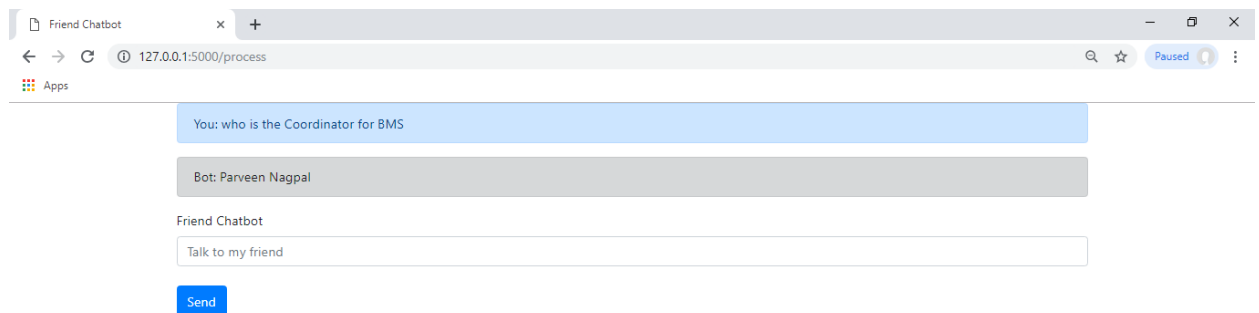 Friend Chatbot
127.0.0.1:5000/process
Paused
Apps
You: who is the Coordinator for BMS
Bot: Parveen Nagpal
Friend Chatbot
Talk to my friend
Send